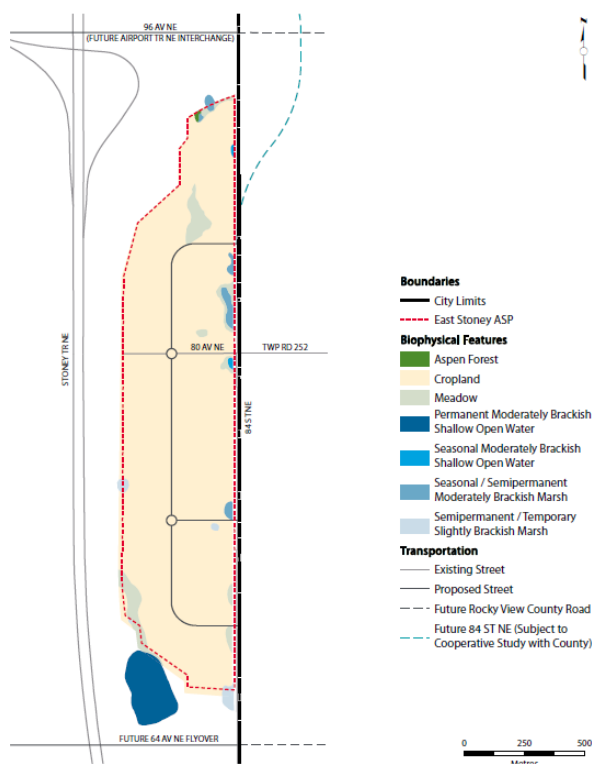 96 AV NE
(FUTURE AIRPORT TR NE INTERCHANGE)
N
STONEY TR NE
80 AV NE
TWP RD 252
84 ST NE
FUTURE 64 AV NE FLYOVER
Boundaries
City Limits
East Stoney ASP
Biophysical Features
Aspen Forest
Cropland
Meadow
Permanent Moderately Brackish
Shallow Open Water
Seasonal Moderately Brackish
Shallow Open Water
Seasonal / Semipermanent
Moderately Brackish Marsh
Semipermanent / Temporary
Slightly Brackish Marsh
Transportation
Existing Street
Proposed Street
Future Rocky View County Road
Future 84 ST NE (Subject to
Cooperative Study with County)
0 250 500
Metres